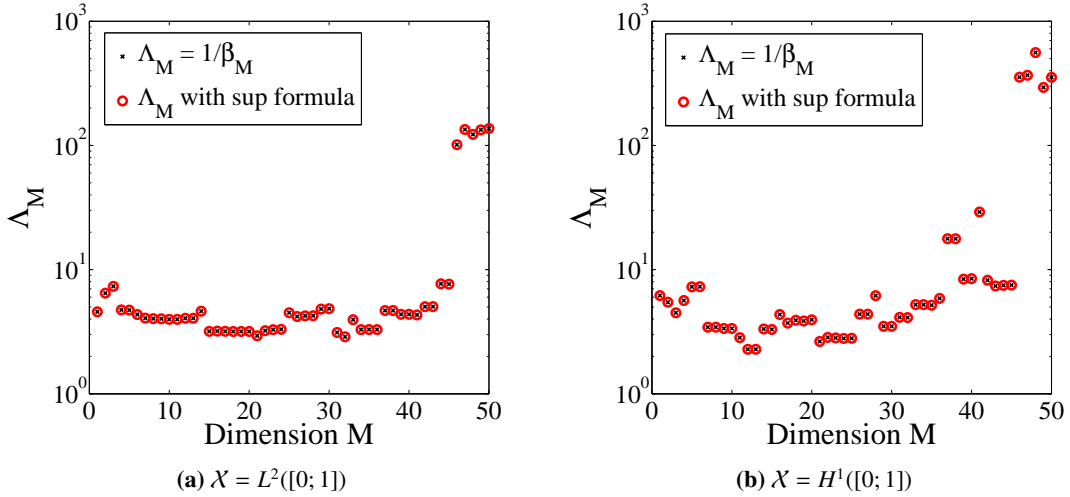 10^3
10^2
10^1
10^0
Λ_M
Λ_M = 1/β_M
Λ_M with sup formula
0 10 20 30 40 50
Dimension M
(a) X = L^2([0; 1])
10^3
10^2
10^1
10^0
Λ_M
Λ_M = 1/β_M
Λ_M with sup formula
0 10 20 30 40 50
Dimension M
(b) X = H^1([0; 1])